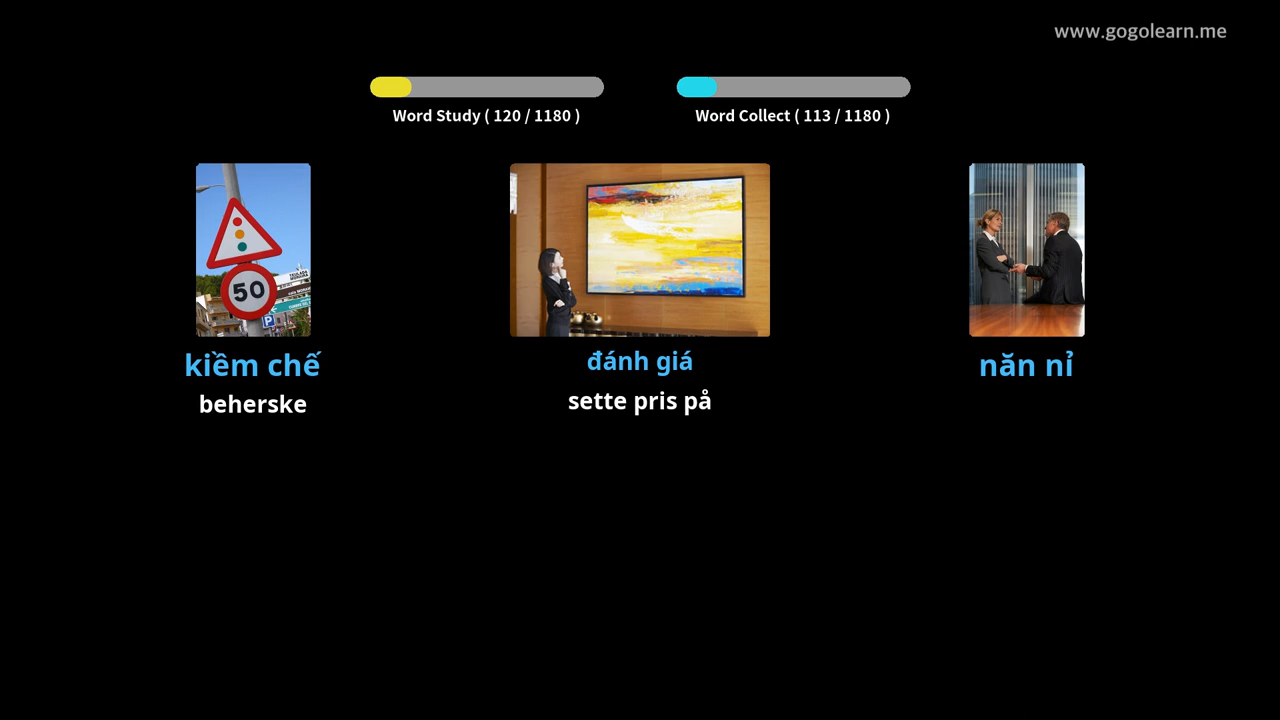 www.gogolearn.me
Word Study ( 120 / 1180 )
Word Collect ( 113 / 1180 )
50
P
kiềm chế
đánh giá
năn nỉ
beherske
sette pris på